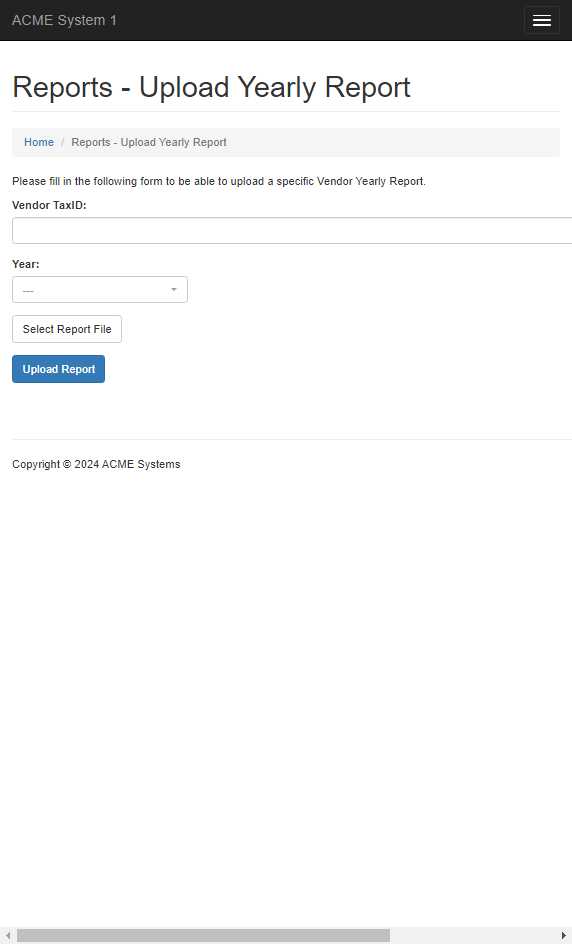 ACME System 1
Reports - Upload Yearly Report
Home / Reports - Upload Yearly Report
Please fill in the following form to be able to upload a specific Vendor Yearly Report.
Vendor TaxID:
Year:
---
Select Report File
Upload Report
Copyright © 2024 ACME Systems